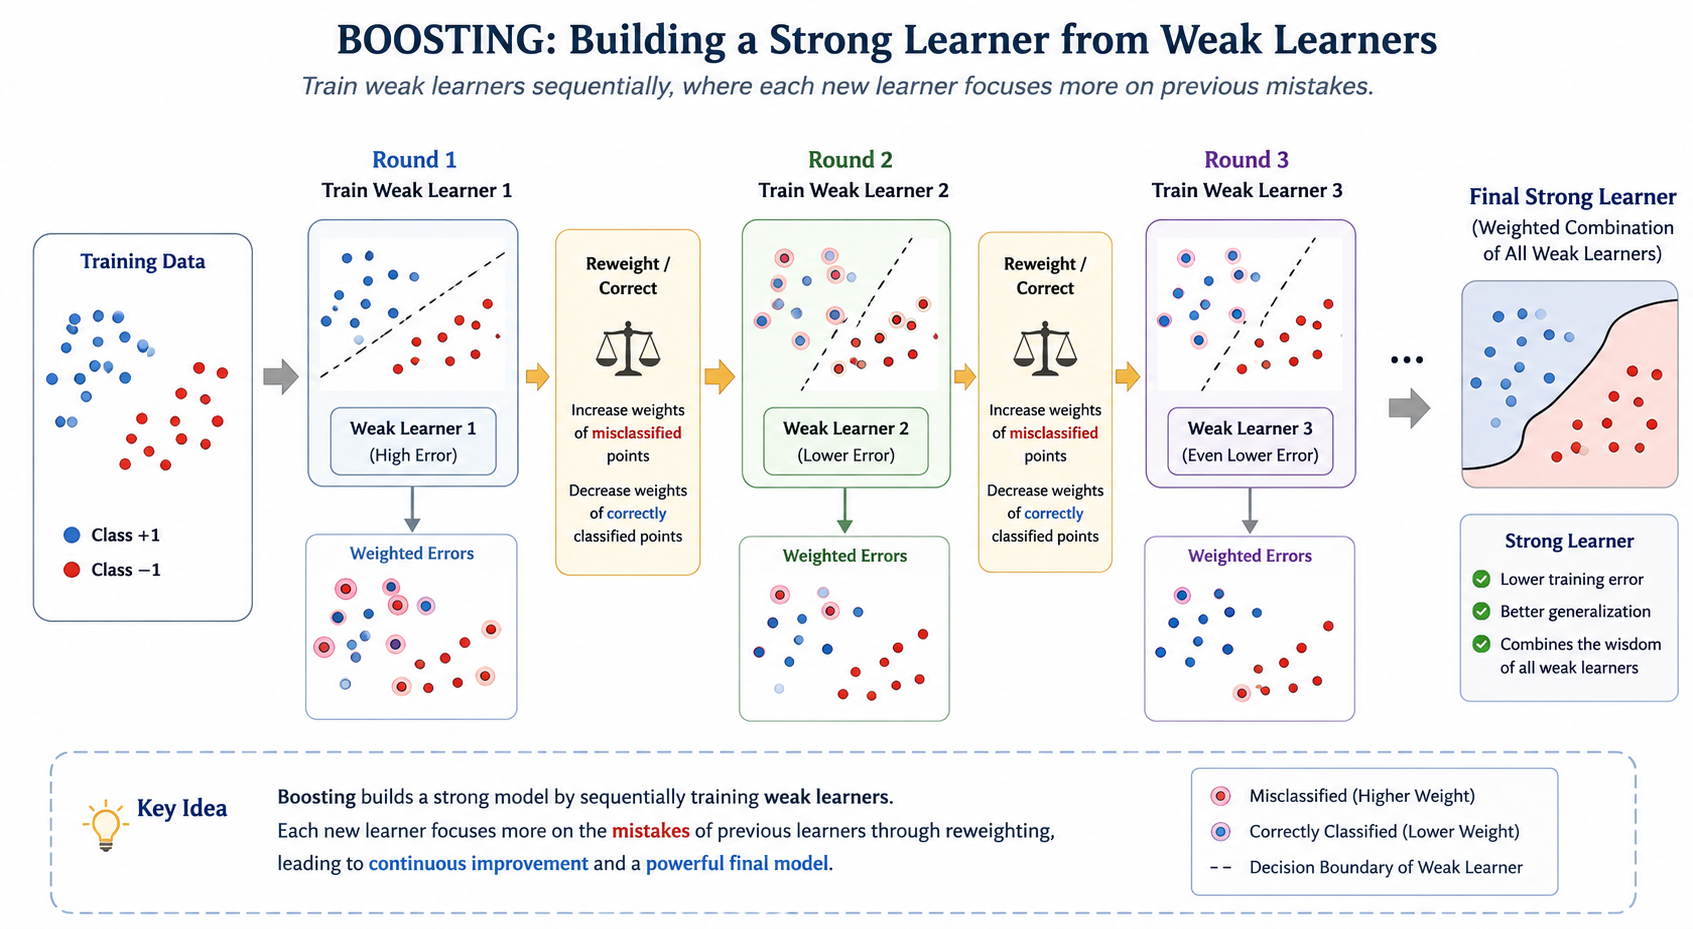 BOOSTING: Building a Strong Learner from Weak Learners
Train weak learners sequentially, where each new learner focuses more on previous mistakes.
Training Data
Class +1
Class −1
Round 1
Train Weak Learner 1
Weak Learner 1
(High Error)
Weighted Errors
Reweight /
Correct
Increase weights
of misclassified
points
Decrease weights
of correctly
classified points
Round 2
Train Weak Learner 2
Weak Learner 2
(Lower Error)
Weighted Errors
Reweight /
Correct
Increase weights
of misclassified
points
Decrease weights
of correctly
classified points
Round 3
Train Weak Learner 3
Weak Learner 3
(Even Lower Error)
Weighted Errors
...
Final Strong Learner
(Weighted Combination
of All Weak Learners)
Strong Learner
Lower training error
Better generalization
Combines the wisdom
of all weak learners
Key Idea
Boosting builds a strong model by sequentially training weak learners.
Each new learner focuses more on the mistakes of previous learners through reweighting,
leading to continuous improvement and a powerful final model.
Misclassified (Higher Weight)
Correctly Classified (Lower Weight)
Decision Boundary of Weak Learner